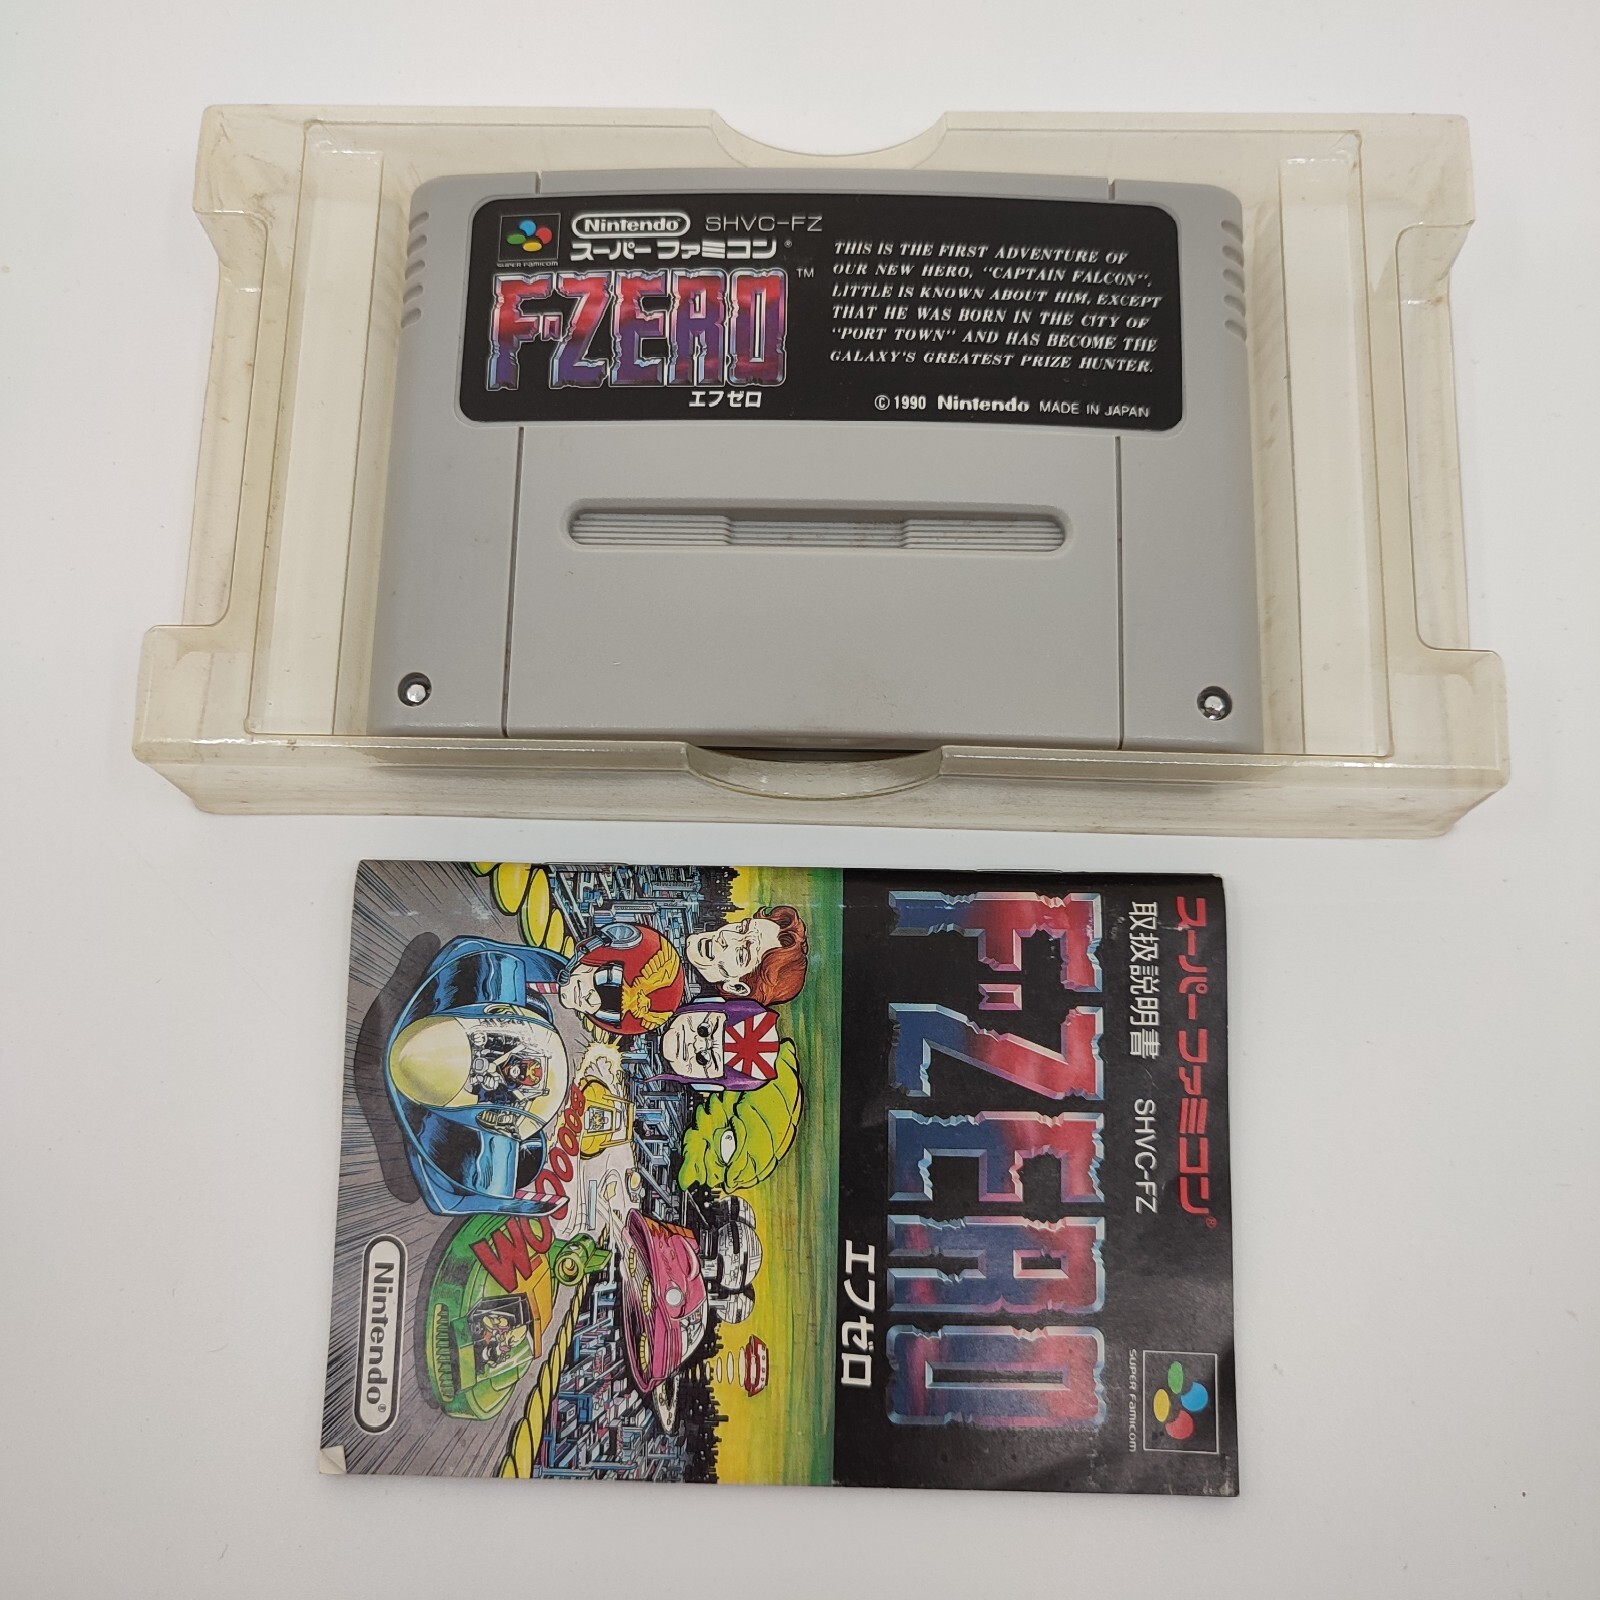 Nintendo SHVC-FZ
スーパーファミコン®
SUPER FAMICOM
F-ZERO™
エフゼロ
THIS IS THE FIRST ADVENTURE OF
OUR NEW HERO, "CAPTAIN FALCON",
LITTLE IS KNOWN ABOUT HIM, EXCEPT
THAT HE WAS BORN IN THE CITY OF
"PORT TOWN" AND HAS BECOME THE
GALAXY'S GREATEST PRIZE HUNTER.
© 1990 Nintendo MADE IN JAPAN
スーパーファミコン®
取扱説明書/SHVC-FZ
SUPER FAMICOM
F-ZERO
エフゼロ
BOOOO
WOM
Nintendo®